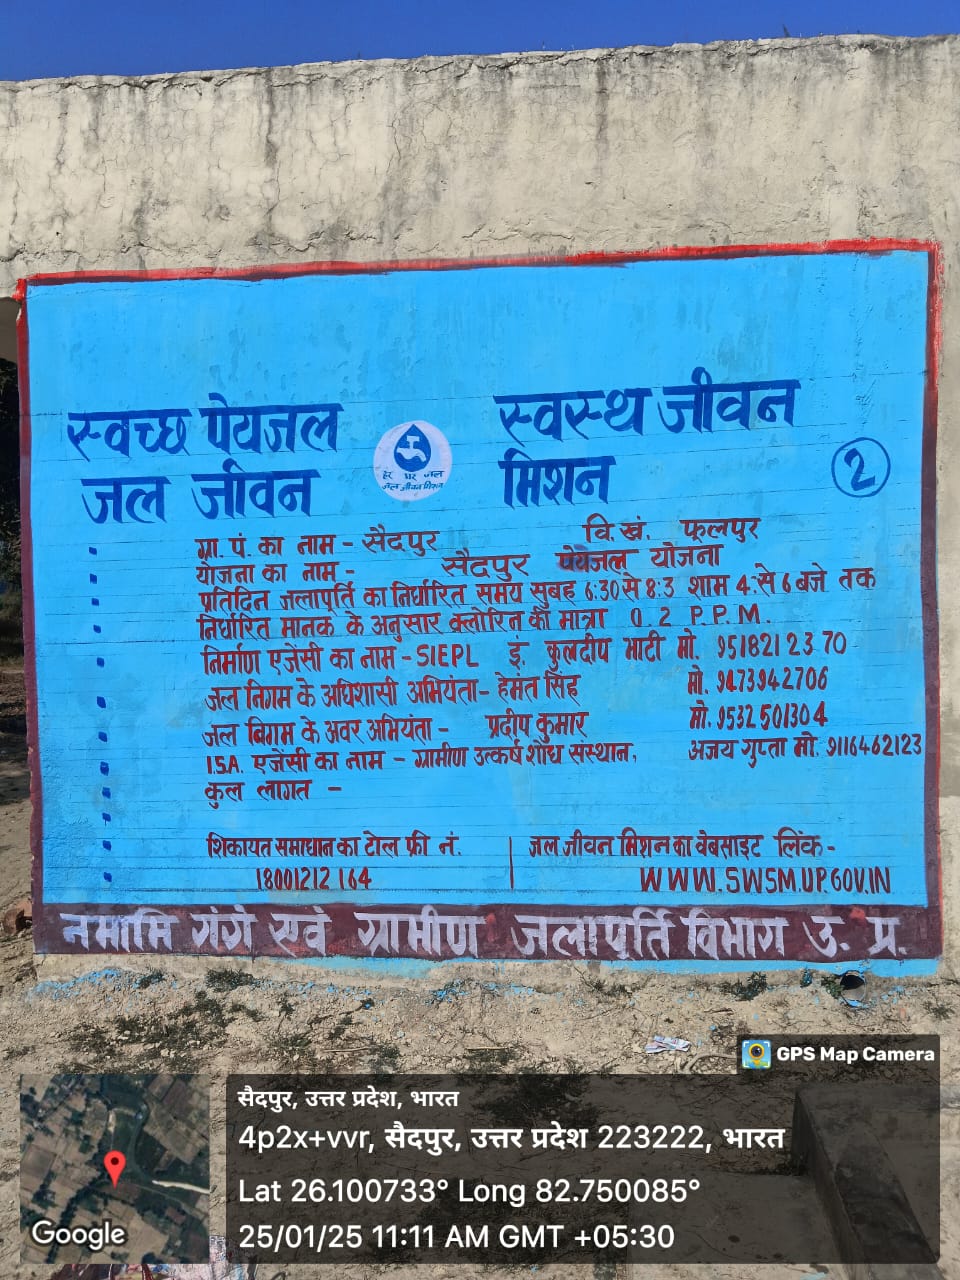 स्वच्छ पेयजल स्वस्थ जीवन
जल जीवन मिशन
2
हर घर जल
जल जीवन मिशन
ग्रा. पं. का नाम - सैदपुर वि. खं. फूलपुर
योजना का नाम - सैदपुर पेयजल योजना
प्रतिदिन जलापूर्ति का निर्धारित समय सुबह 6:30 से 8:3 शाम 4:से 6 बजे तक
निर्धारित मानक के अनुसार क्लोरिन की मात्रा 0.2 P.P.M.
निर्माण एजेंसी का नाम - SIEPL इं. कुलदीप भाटी मो. 9518212370
जल निगम के अधिशासी अभियंता - हेमंत सिंह मो. 9473942706
जल बिगम के अवर अभियंता - प्रदीप कुमार मो. 9532501304
I.S.A. एजेंसी का नाम - ग्रामीण उत्कर्ष शोध संस्थान, अजय गुप्ता मो. 9116462123
कुल लागत -
शिकायत समाधान का टोल फ्री नं. | जल जीवन मिशन का वेबसाइट लिंक -
18001212164 WWW.SWSM.UP.GOV.IN
नमामि गंगे एवं ग्रामीण जलापूर्ति विभाग उ. प्र.
GPS Map Camera
सैदपुर, उत्तर प्रदेश, भारत
4p2x+vvr, सैदपुर, उत्तर प्रदेश 223222, भारत
Lat 26.100733° Long 82.750085°
25/01/25 11:11 AM GMT +05:30
Google